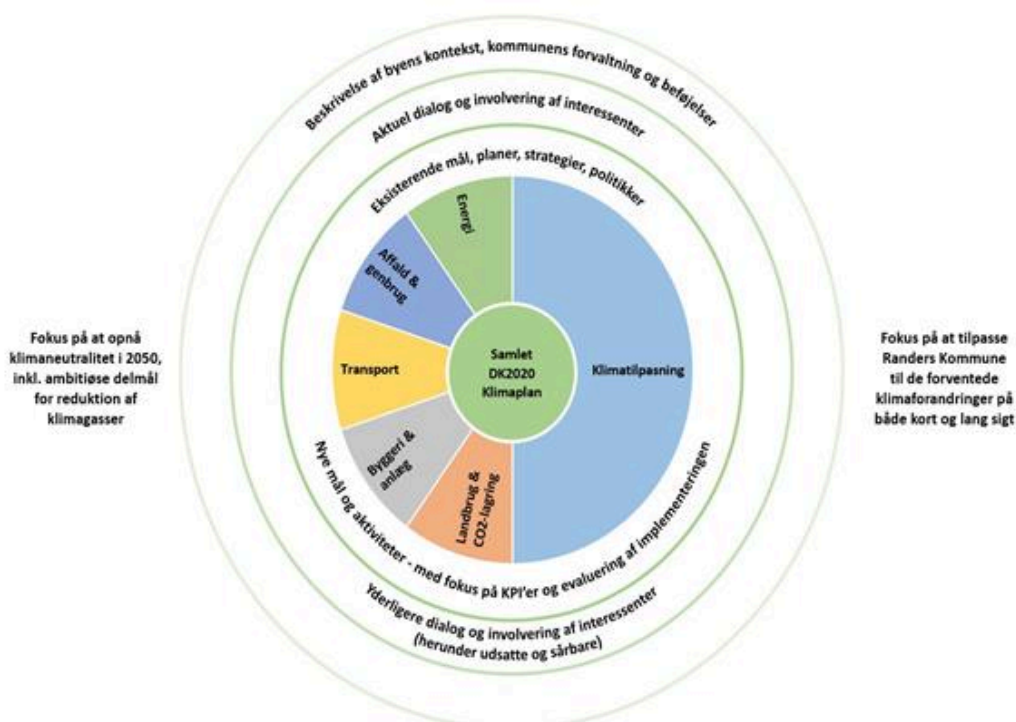 Beskrivelse af byens kontekst, kommunens forvaltning og beføjelser
Aktuel dialog og involvering af interessenter
Eksisterende mål, planer, strategier, politikker
Energi
Affald &
genbrug
Transport
Byggeri &
anlæg
Landbrug &
CO2-lagring
Samlet
DK2020
Klimaplan
Klimatilpasning
Fokus på at opnå
klimaneutralitet i 2050,
inkl. ambitiøse delmål
for reduktion af
klimagasser
Fokus på at tilpasse
Randers Kommune
til de forventede
klimaforandringer på
både kort og lang sigt
Nye mål og aktiviteter - med fokus på KPI'er og evaluering af implementeringen
Yderligere dialog og involvering af interessenter
(herunder udsatte og sårbare)